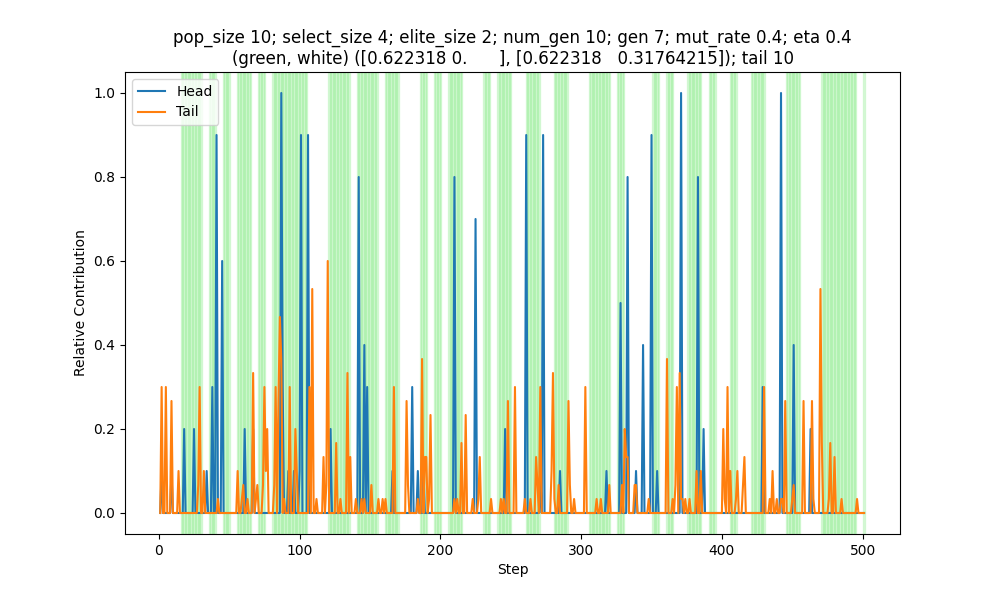 pop_size 10; select_size 4; elite_size 2; num_gen 10; gen 7; mut_rate 0.4; eta 0.4
(green, white) ([0.622318 0.      ], [0.622318   0.31764215]); tail 10
Head
Tail
1.0
0.8
0.6
0.4
0.2
0.0
Relative Contribution
0 100 200 300 400 500
Step